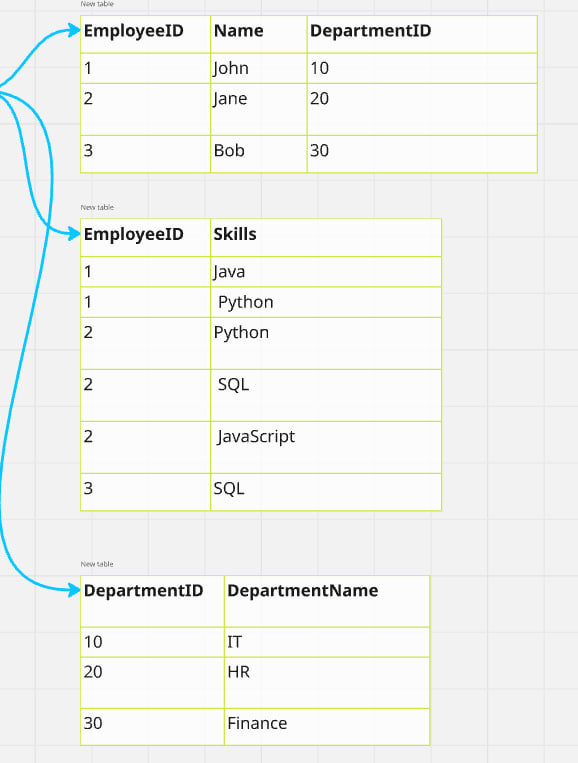 New table
EmployeeID Name DepartmentID
1 John 10
2 Jane 20
3 Bob 30
New table
EmployeeID Skills
1 Java
1 Python
2 Python
2 SQL
2 JavaScript
3 SQL
New table
DepartmentID DepartmentName
10 IT
20 HR
30 Finance